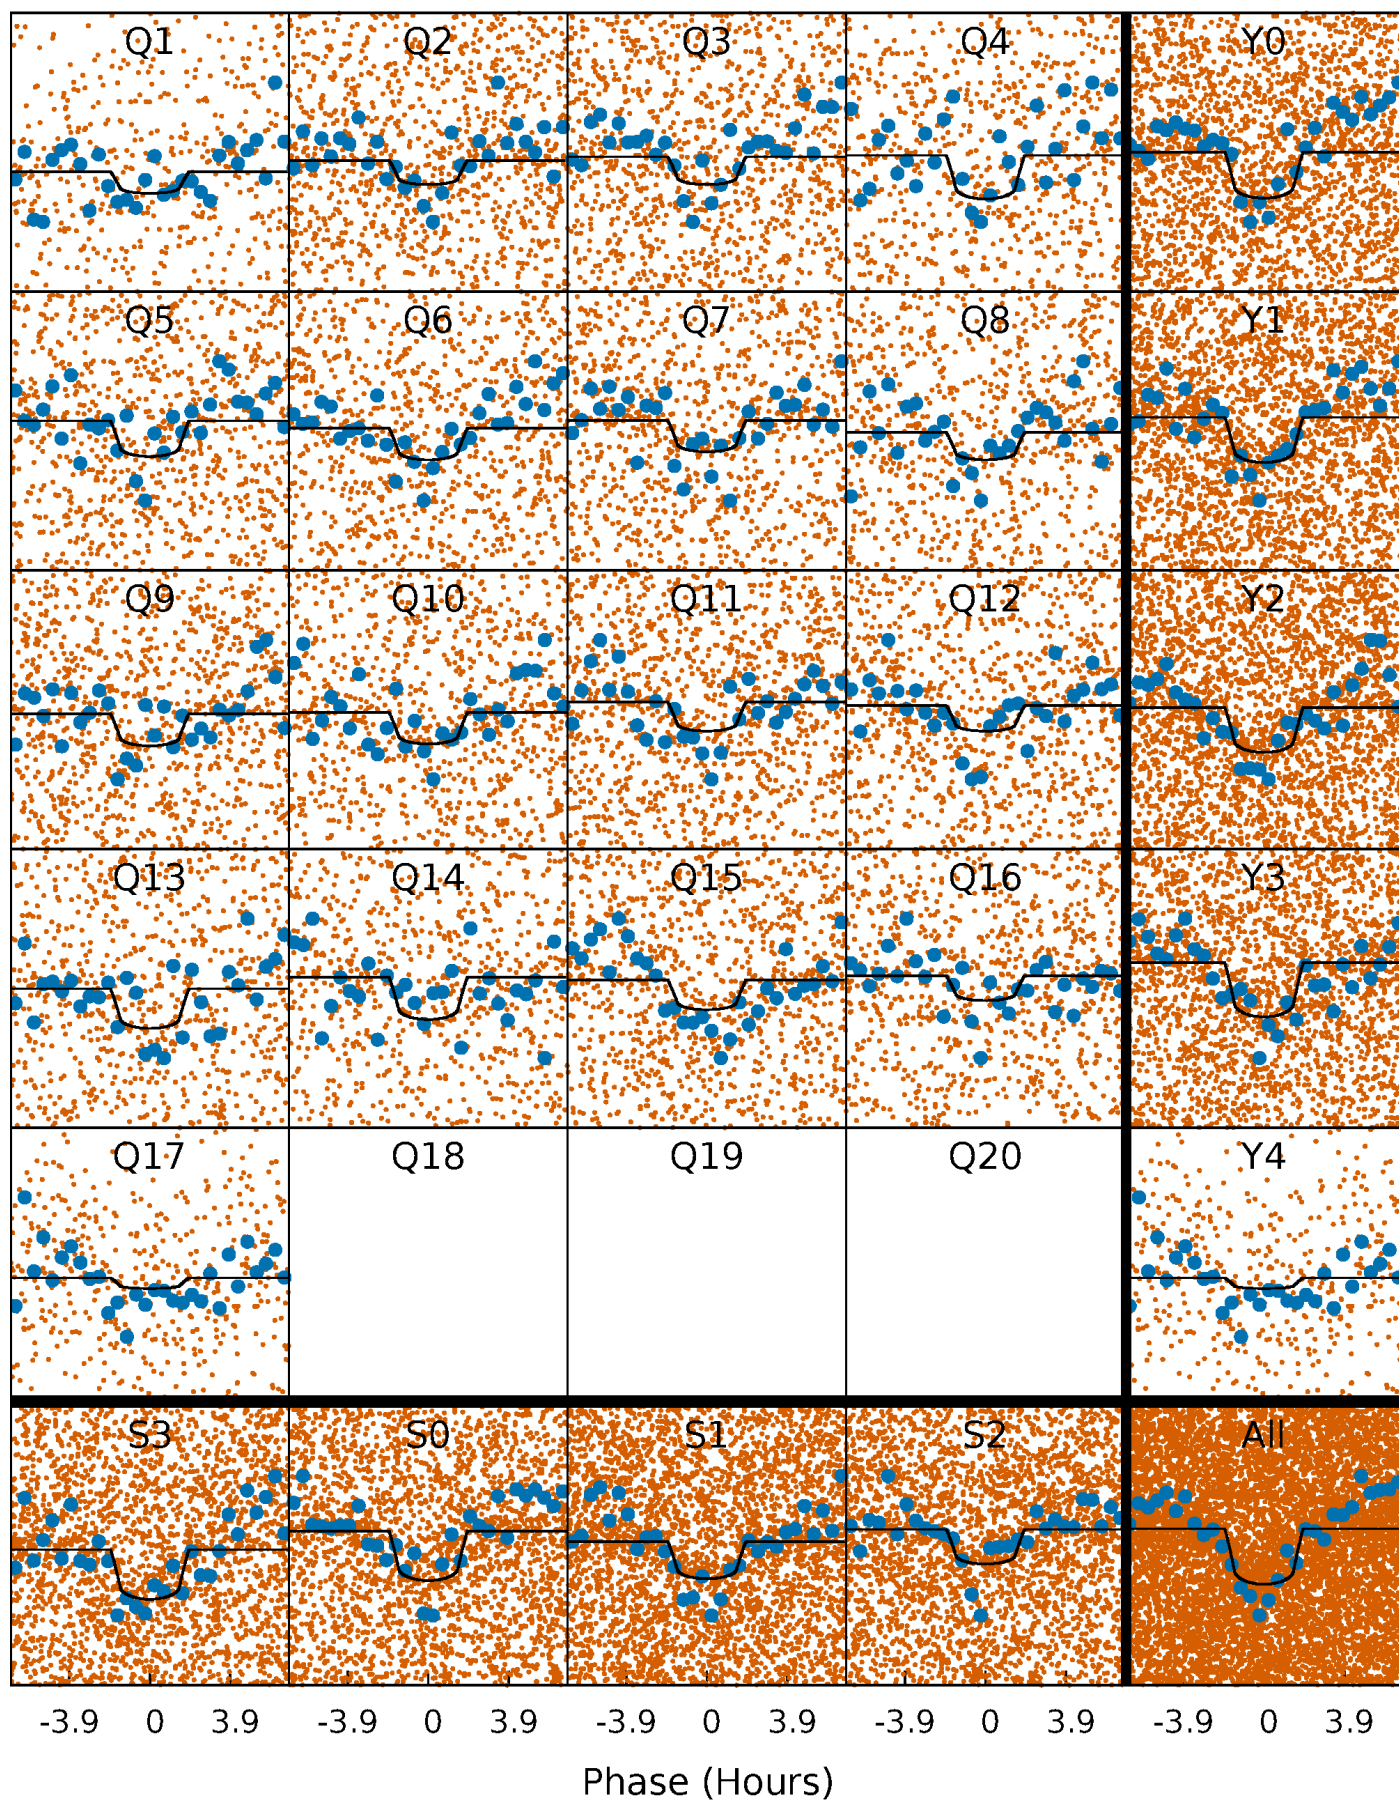 Q1 Q2 Q3 Q4 Y0
Q5 Q6 Q7 Q8 Y1
Q9 Q10 Q11 Q12 Y2
Q13 Q14 Q15 Q16 Y3
Q17 Q18 Q19 Q20 Y4
S3 S0 S1 S2 All
-3.9 0 3.9 -3.9 0 3.9 -3.9 0 3.9 -3.9 0 3.9 -3.9 0 3.9
Phase (Hours)